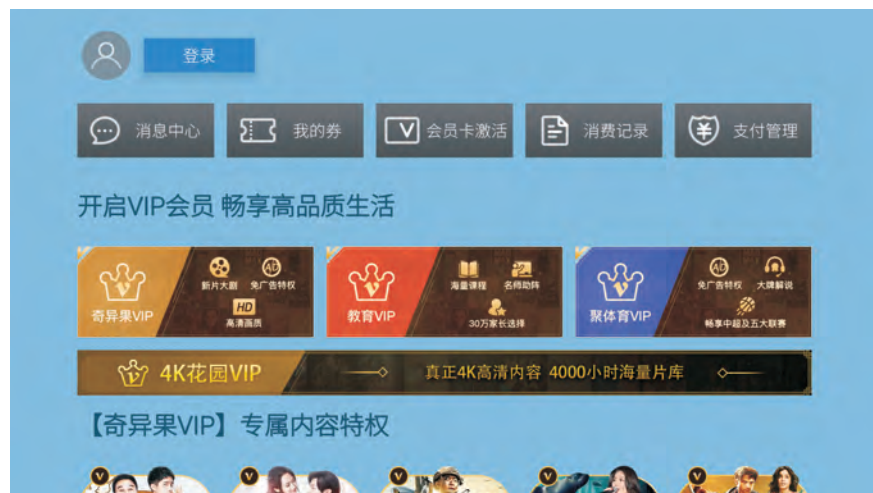 登录
消息中心
我的券
会员卡激活
消费记录
支付管理
开启VIP会员 畅享高品质生活
奇异果VIP
新片大剧
AD
免广告特权
HD
高清画质
教育VIP
海量课程
名师助阵
30万家长选择
聚体育VIP
AD
免广告特权
大牌解说
畅享中超及五大联赛
4K花园VIP
真正4K高清内容 4000小时海量片库
【奇异果VIP】专属内容特权